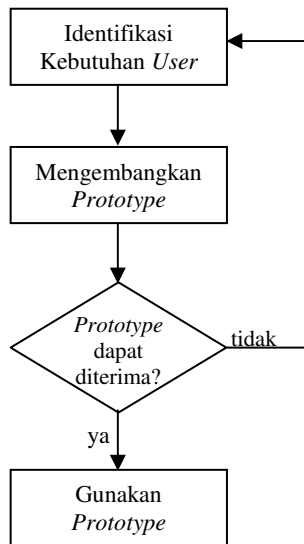 Identifikasi
Kebutuhan User
Mengembangkan
Prototype
Prototype
dapat
diterima?
tidak
ya
Gunakan
Prototype